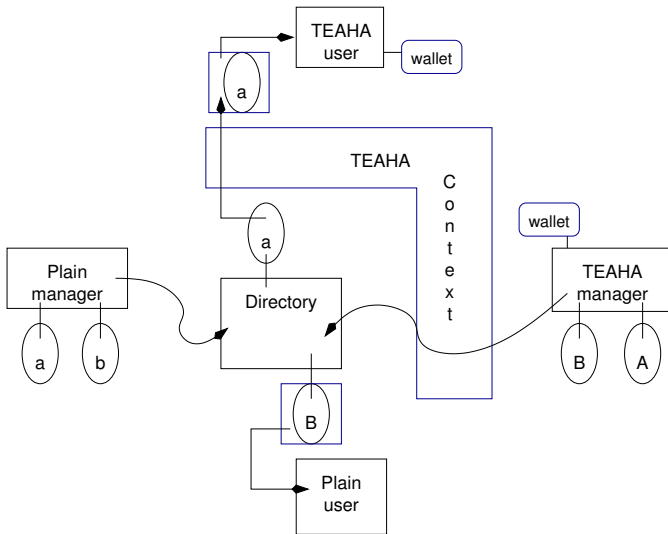 TEAHA
user
wallet
a
TEAHA
C
o
n
t
e
x
t
wallet
a
Plain
manager
Directory
TEAHA
manager
a
b
B
A
B
Plain
user